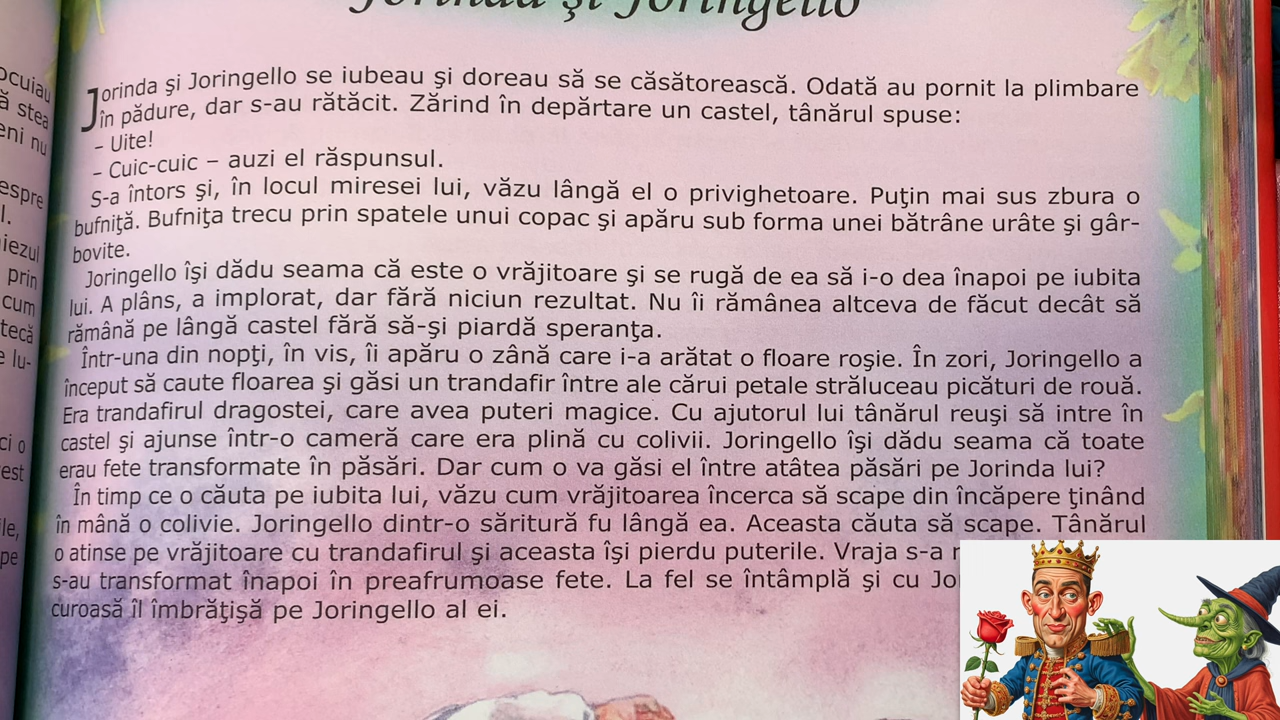 Jorinda şi Joringello
Jorinda şi Joringello se iubeau şi doreau să se căsătorească. Odată au pornit la plimbare
în pădure, dar s-au rătăcit. Zărind în depărtare un castel, tânărul spuse:
– Uite!
– Cuic-cuic – auzi el răspunsul.
S-a întors şi, în locul miresei lui, văzu lângă el o privighetoare. Puţin mai sus zbura o
bufniţă. Bufniţa trecu prin spatele unui copac şi apăru sub forma unei bătrâne urâte şi gâr-
bovite.
Joringello îşi dădu seama că este o vrăjitoare şi se rugă de ea să i-o dea înapoi pe iubita
lui. A plâns, a implorat, dar fără niciun rezultat. Nu îi rămânea altceva de făcut decât să
rămână pe lângă castel fără să-şi piardă speranţa.
Într-una din nopţi, în vis, îi apăru o zână care i-a arătat o floare roşie. În zori, Joringello a
început să caute floarea şi găsi un trandafir între ale cărui petale străluceau picături de rouă.
Era trandafirul dragostei, care avea puteri magice. Cu ajutorul lui tânărul reuşi să intre în
castel şi ajunse într-o cameră care era plină cu colivii. Joringello îşi dădu seama că toate
erau fete transformate în păsări. Dar cum o va găsi el între atâtea păsări pe Jorinda lui?
În timp ce o căuta pe iubita lui, văzu cum vrăjitoarea încerca să scape din încăpere ţinând
în mână o colivie. Joringello dintr-o săritură fu lângă ea. Aceasta căuta să scape. Tânărul
o atinse pe vrăjitoare cu trandafirul şi aceasta îşi pierdu puterile. Vraja s-a
s-au transformat înapoi în preafrumoase fete. La fel se întâmplă şi cu
curoasă îl îmbrăţişă pe Joringello al ei.